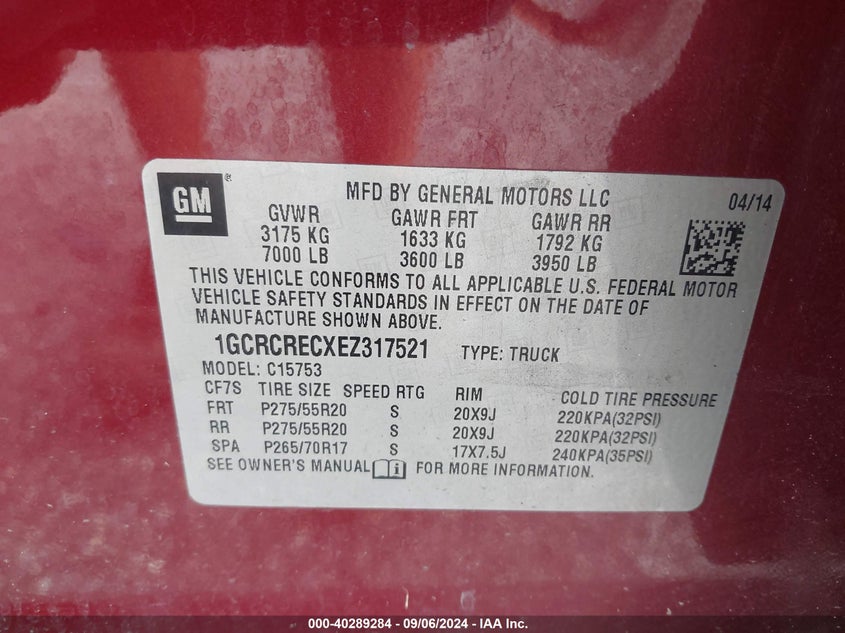 GM®
MFD BY GENERAL MOTORS LLC 04/14
GVWR GAWR FRT GAWR RR
3175 KG 1633 KG 1792 KG
7000 LB 3600 LB 3950 LB
THIS VEHICLE CONFORMS TO ALL APPLICABLE U.S. FEDERAL MOTOR
VEHICLE SAFETY STANDARDS IN EFFECT ON THE DATE OF
MANUFACTURE SHOWN ABOVE.
1GCRCRECXEZ317521 TYPE: TRUCK
MODEL: C15753
CF7S TIRE SIZE SPEED RTG RIM COLD TIRE PRESSURE
FRT P275/55R20 S 20X9J 220KPA(32PSI)
RR P275/55R20 S 20X9J 220KPA(32PSI)
SPA P265/70R17 S 17X7.5J 240KPA(35PSI)
SEE OWNER'S MANUAL FOR MORE INFORMATION.
000-40289284 - 09/06/2024 - IAA Inc.